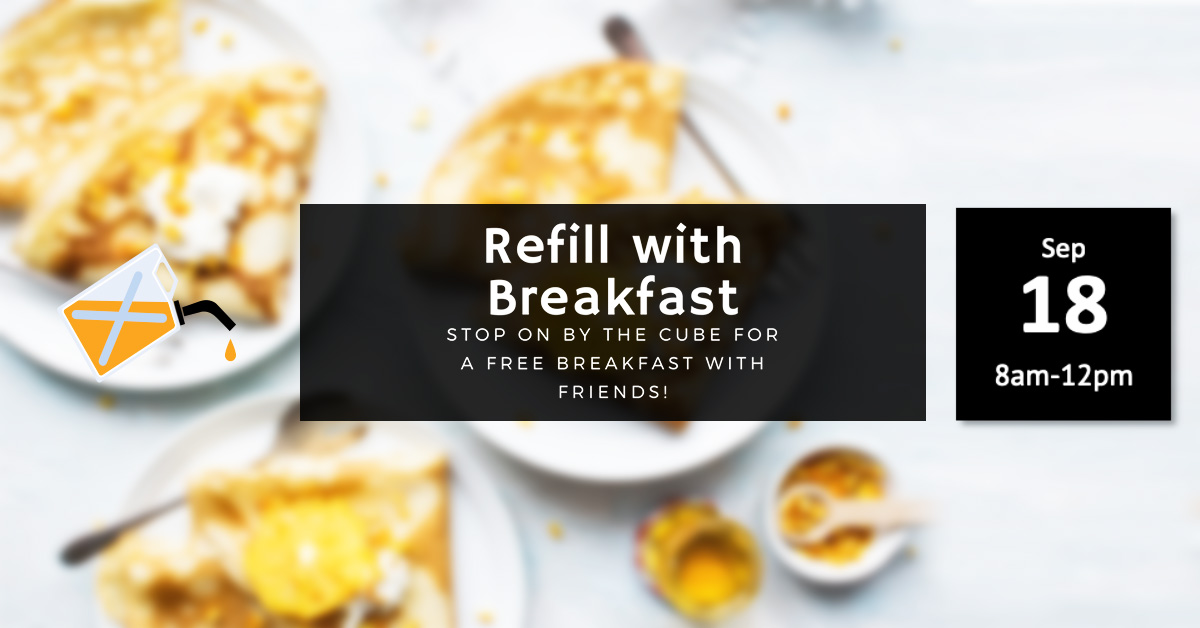 Refill with
Breakfast
STOP ON BY THE CUBE FOR
A FREE BREAKFAST WITH
FRIENDS!
Sep
18
8am-12pm